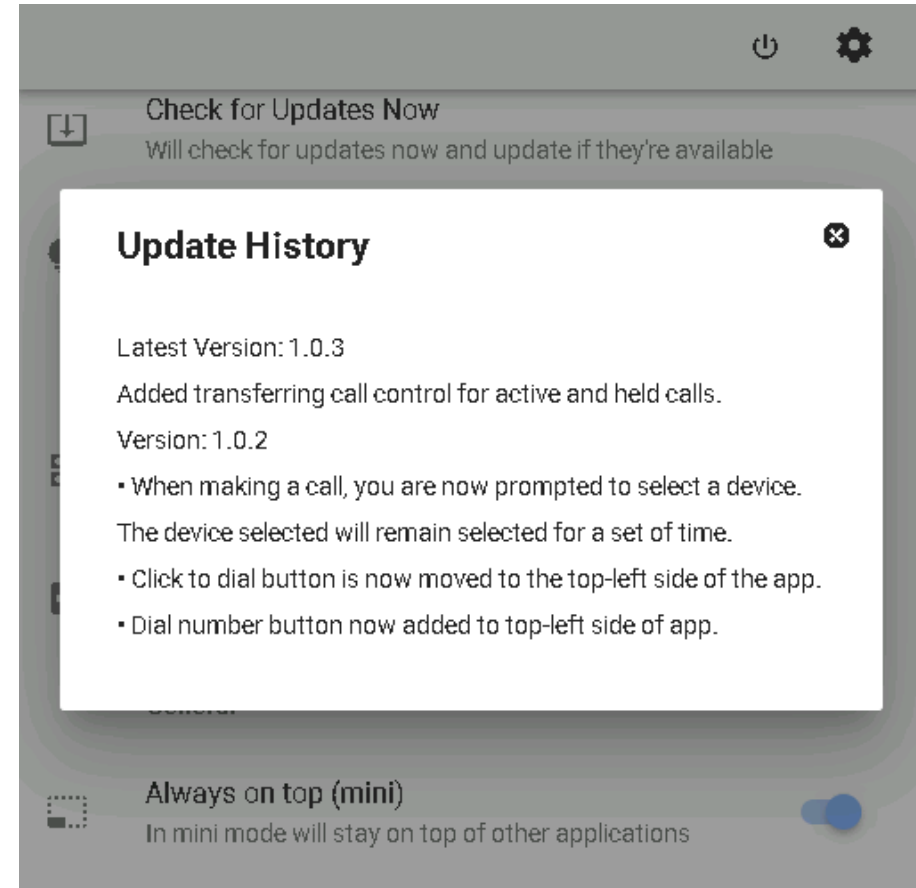 Check for Updates Now
Will check for updates now and update if they're available
Update History
Latest Version: 1.0.3
Added transferring call control for active and held calls.
Version: 1.0.2
• When making a call, you are now prompted to select a device.
The device selected will remain selected for a set of time.
• Click to dial button is now moved to the top-left side of the app.
• Dial number button now added to top-left side of app.
Always on top (mini)
In mini mode will stay on top of other applications